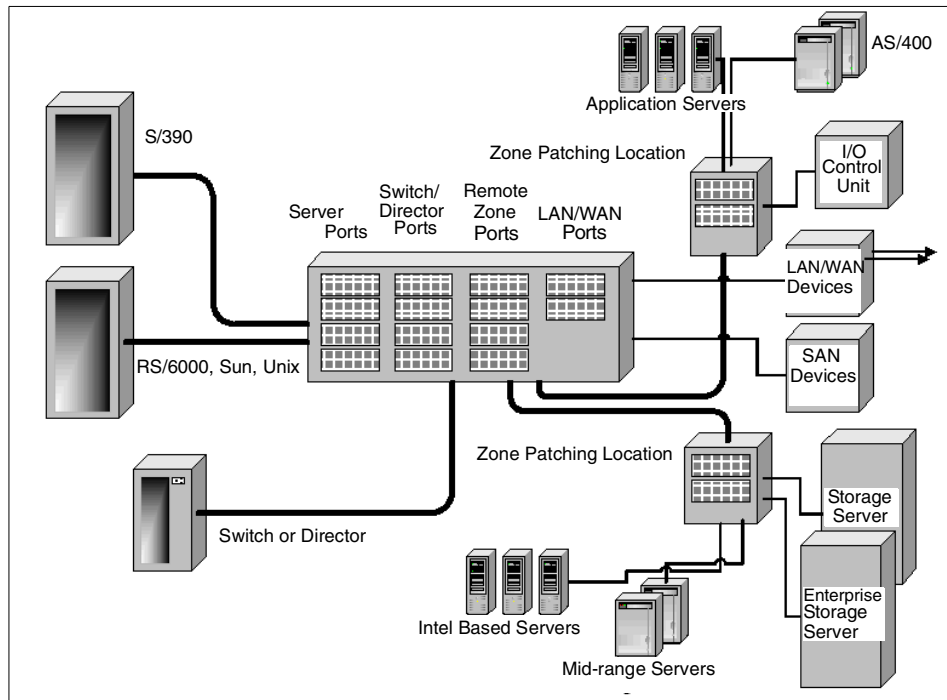 AS/400
Application Servers
S/390
Zone Patching Location
I/O
Control
Unit
Server
Ports
Switch/
Director
Ports
Remote
Zone
Ports
LAN/WAN
Ports
LAN/WAN
Devices
RS/6000, Sun, Unix
SAN
Devices
Zone Patching Location
Storage
Server
Switch or Director
Enterprise
Storage
Server
Intel Based Servers
Mid-range Servers